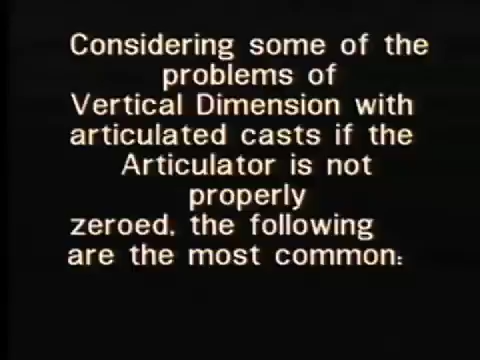 Considering some of the
problems of
Vertical Dimension with
articulated casts if the
Articulator is not
properly
zeroed, the following
are the most common: